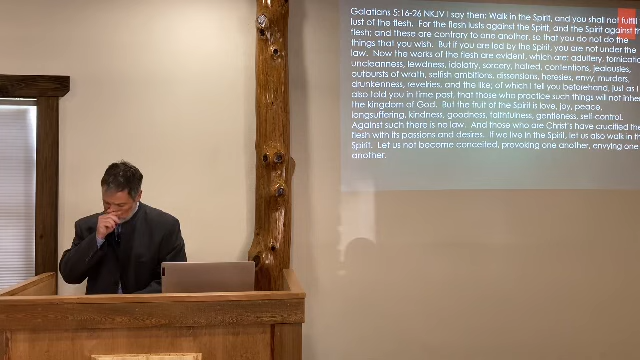 Galatians 5:16-26 NKJV I say then: Walk in the Spirit, and you shall not fulfill
lust of the flesh.  For the flesh lusts against the Spirit, and the Spirit against
flesh; and these are contrary to one another, so that you do not do the
things that you wish.  But if you are led by the Spirit, you are not under the
law.  Now the works of the flesh are evident, which are: adultery,
uncleanness, lewdness, idolatry, sorcery, hatred, contentions, jealousies,
outbursts of wrath, selfish ambitions, dissensions, heresies, envy, murders,
drunkenness, revelries, and the like; of which I tell you beforehand, just as I
also told you in time past, that those who practice such things will not
the kingdom of God.  But the fruit of the Spirit is love, joy, peace,
longsuffering, kindness, goodness, faithfulness, gentleness, self-control.
Against such there is no law.  And those who are Christ's have crucified the
flesh with its passions and desires.  If we live in the Spirit, let us also walk in the
Spirit.  Let us not become conceited, provoking one another, envying one
another.